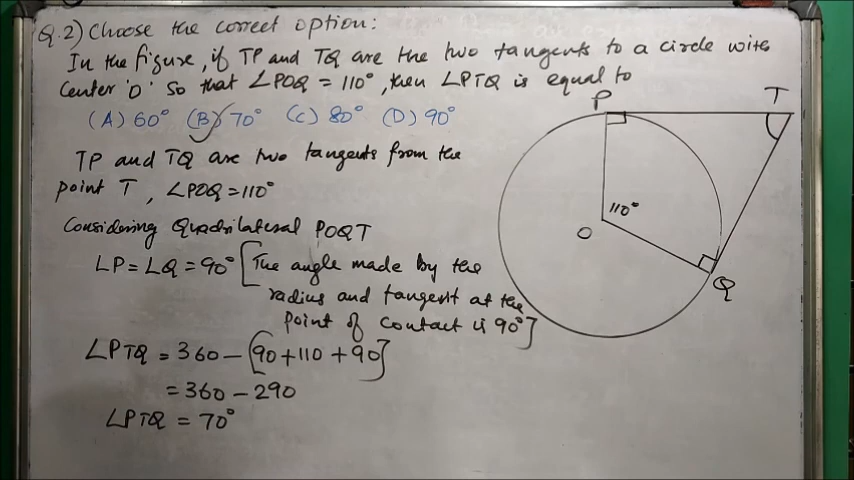 Q.2) Choose the correct option:
In the figure, if TP and TQ are the two tangents to a circle with
Center 'O' so that ∠POQ = 110°, then ∠PTQ is equal to
(A) 60° (B) 70° (C) 80° (D) 90°
TP and TQ are two tangents from the
point T, ∠POQ = 110°
Considering Quadrilateral POQT
∠P = ∠Q = 90° [The angle made by the
radius and tangent at the
point of contact is 90°]
∠PTQ = 360 - [90 + 110 + 90]
= 360 - 290
∠PTQ = 70°
P
T
110°
O
Q